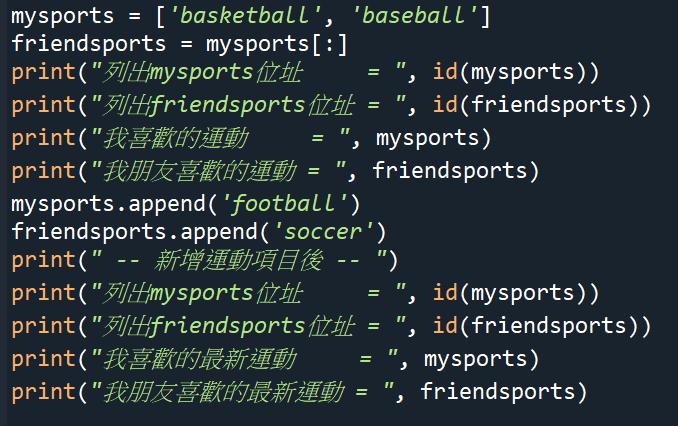 mysports = ['basketball', 'baseball']
friendsports = mysports[:]
print("列出mysports位址     = ", id(mysports))
print("列出friendsports位址 = ", id(friendsports))
print("我喜歡的運動     = ", mysports)
print("我朋友喜歡的運動 = ", friendsports)
mysports.append('football')
friendsports.append('soccer')
print(" -- 新增運動項目後 -- ")
print("列出mysports位址     = ", id(mysports))
print("列出friendsports位址 = ", id(friendsports))
print("我喜歡的最新運動     = ", mysports)
print("我朋友喜歡的最新運動 = ", friendsports)